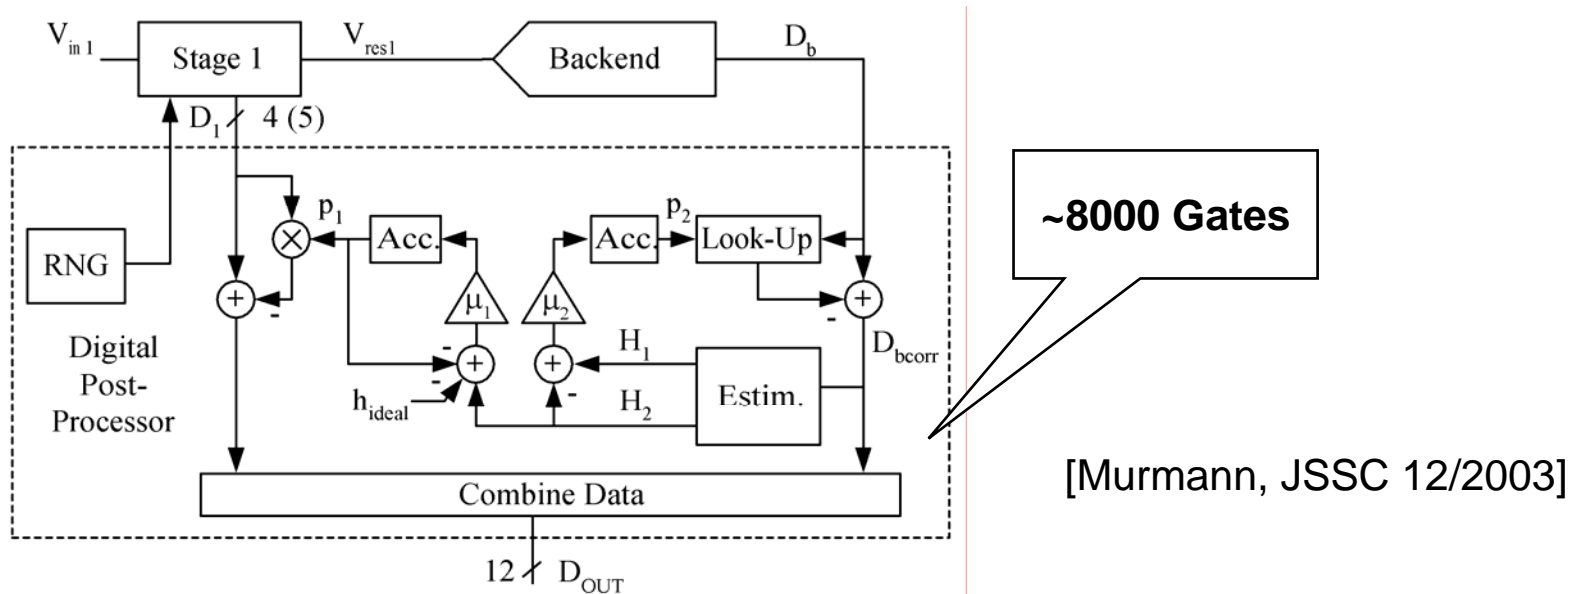 V_in 1
Stage 1
V_res1
Backend
D_b
D_1
4 (5)
~8000 Gates
RNG
p_1
Acc.
Acc.
p_2
Look-Up
×
+
-
μ_1
μ_2
+
-
Digital
Post-
Processor
-
-
+
h_ideal
+
-
H_1
H_2
Estim.
D_bcorr
Combine Data
[Murmann, JSSC 12/2003]
12
D_OUT